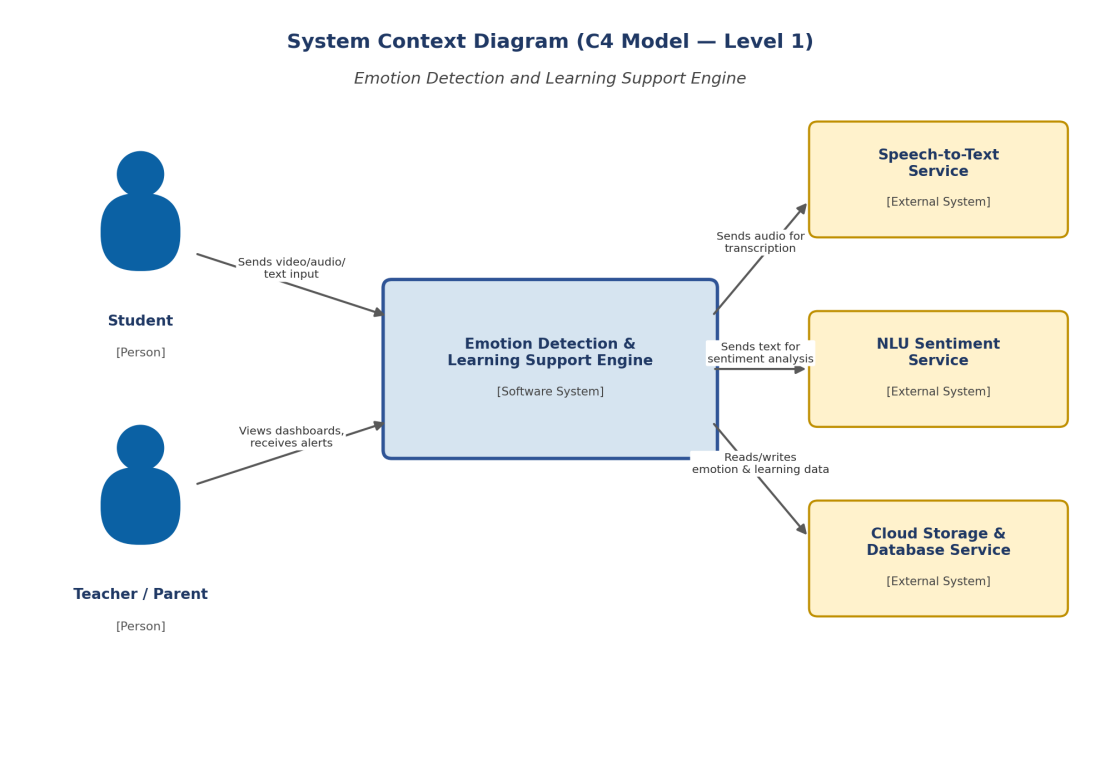 System Context Diagram (C4 Model — Level 1)
Emotion Detection and Learning Support Engine
Student
[Person]
Sends video/audio/
text input
Teacher / Parent
[Person]
Views dashboards,
receives alerts
Emotion Detection &
Learning Support Engine
[Software System]
Sends audio for
transcription
Speech-to-Text
Service
[External System]
Sends text for
sentiment analysis
NLU Sentiment
Service
[External System]
Reads/writes
emotion & learning data
Cloud Storage &
Database Service
[External System]